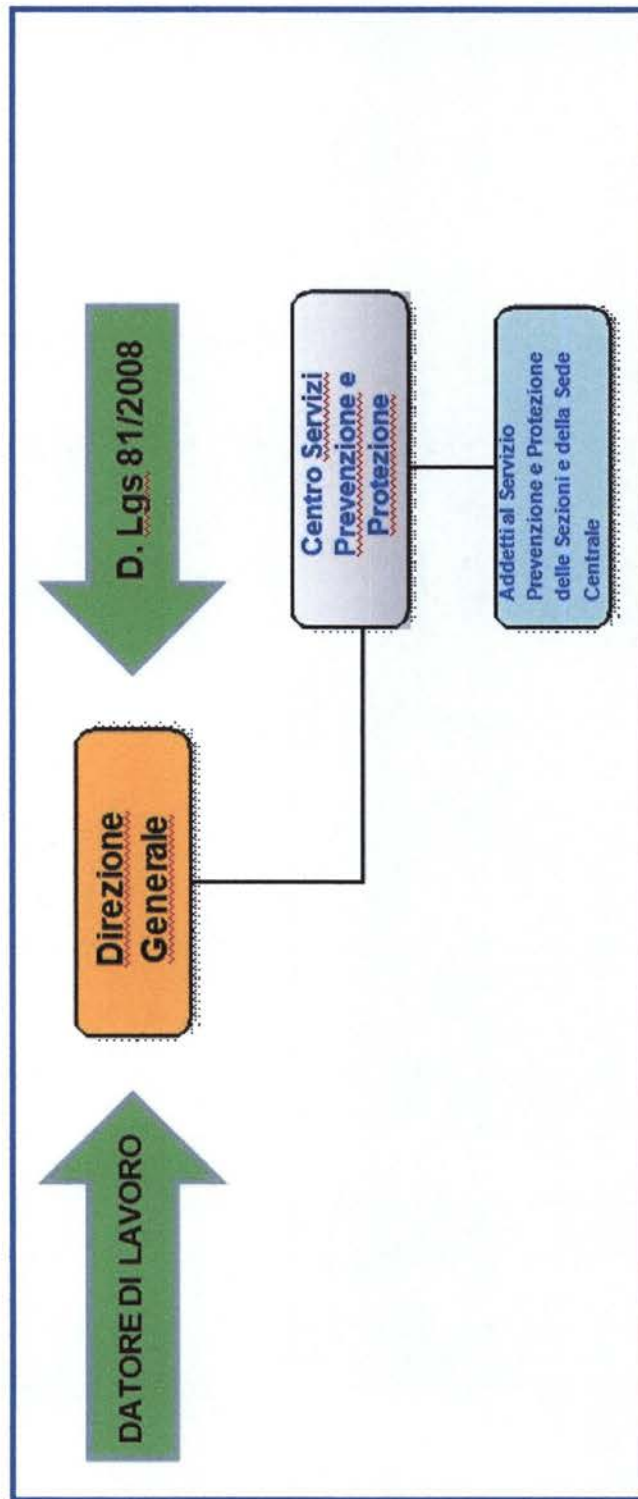 DATORE DI LAVORO
Direzione
Generale
D. Lgs 81/2008
Centro Servizi
Prevenzione e
Protezione
Addetti al Servizio
Prevenzione e Protezione
delle Sezioni e della Sede
Centrale